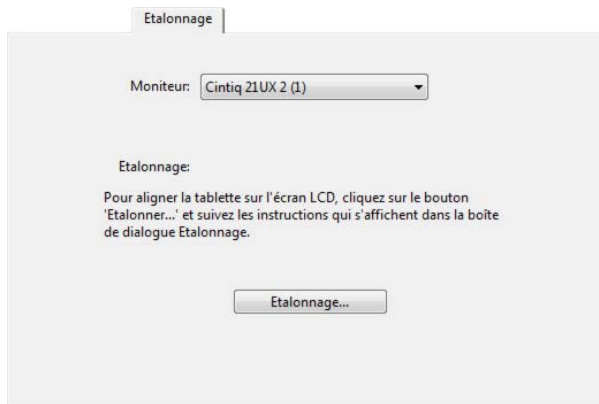 Etalonnage
Moniteur: Cintiq 21UX 2 (1)
Etalonnage:
Pour aligner la tablette sur l'écran LCD, cliquez sur le bouton
'Etalonner...' et suivez les instructions qui s'affichent dans la boîte
de dialogue Etalonnage.
Etalonnage...